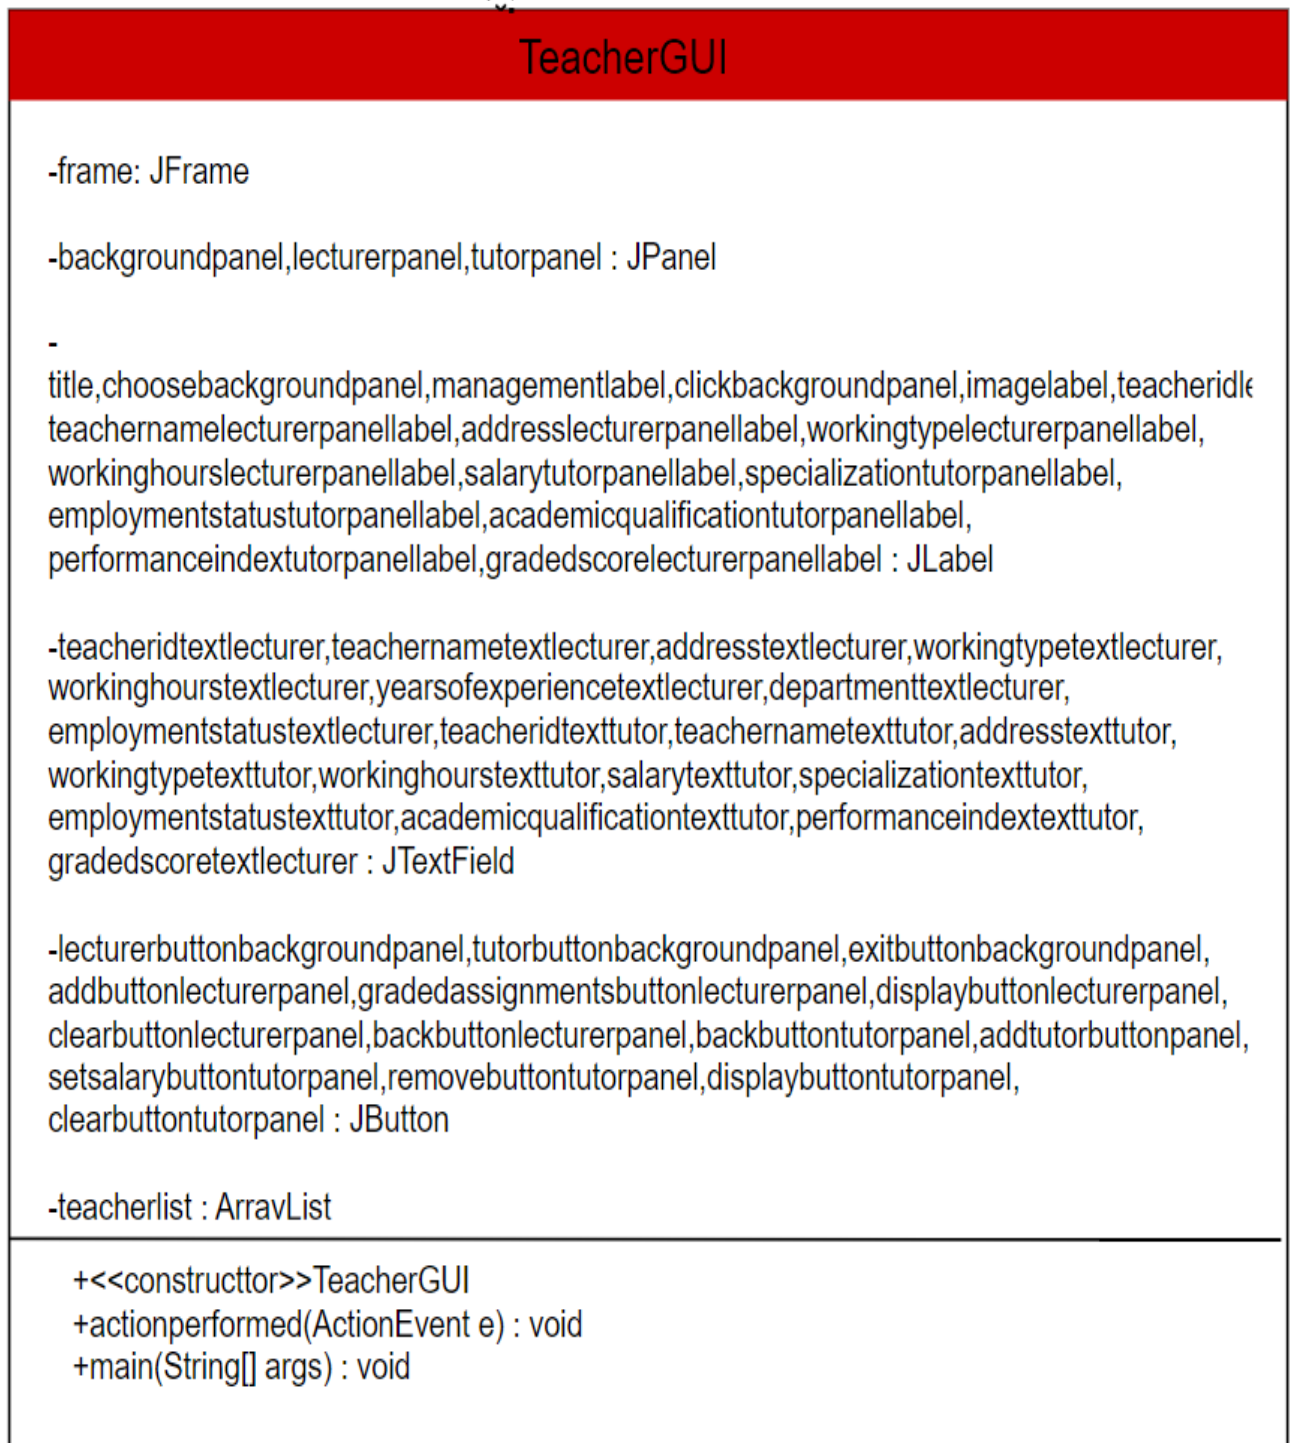 TeacherGUI
-frame: JFrame
-backgroundpanel,lecturerpanel,tutorpanel : JPanel
-
title,choosebackgroundpanel,managementlabel,clickbackgroundpanel,imagelabel,
teachernamelecturerpanellabel,addresslecturerpanellabel,workingtypelecturerpanellabel,
workinghourslecturerpanellabel,salarytutorpanellabel,specializationtutorpanellabel,
employmentstatustutorpanellabel,academicqualificationtutorpanellabel,
performanceindextutorpanellabel,gradedscorelecturerpanellabel : JLabel
-teacheridtextlecturer,teachernametextlecturer,addresstextlecturer,workingtypetextlecturer,
workinghourstextlecturer,yearsofexperiencetextlecturer,departmenttextlecturer,
employmentstatustextlecturer,teacheridtexttutor,teachernametexttutor,addresstexttutor,
workingtypetexttutor,workinghourstexttutor,salarytexttutor,specializationtexttutor,
employmentstatustexttutor,academicqualificationtexttutor,performanceindextexttutor,
gradedscoretextlecturer : JTextField
-lecturerbuttonbackgroundpanel,tutorbuttonbackgroundpanel,exitbuttonbackgroundpanel,
addbuttonlecturerpanel,gradedassignmentsbuttonlecturerpanel,displaybuttonlecturerpanel,
clearbuttonlecturerpanel,backbuttonlecturerpanel,backbuttontutorpanel,addtutorbuttonpanel,
setsalarybuttontutorpanel,removebuttontutorpanel,displaybuttontutorpanel,
clearbuttontutorpanel : JButton
-teacherlist : ArrayList
+<<constructtor>>TeacherGUI
+actionperformed(ActionEvent e) : void
+main(String[] args) : void